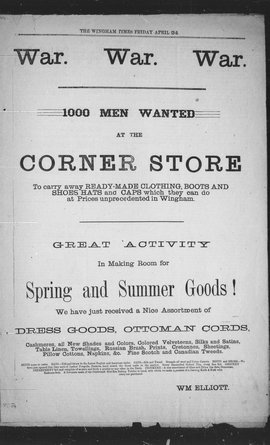 THE WINGHAM TIMES FRIDAY APRIL
War. War. War.
1000 MEN WANTED
AT THE
CORNER STORE
To carry away READY-MADE CLOTHING, BOOTS AND
SHOES HATS and CAPS which they can do
at Prices unprecedented in Wingham.
GREAT ACTIVITY
In Making Room for
Spring and Summer Goods!
We have just received a Nice Assortment of
DRESS GOODS, OTTOMAN CORDS,
Cashmeres, all New Shades and Colors, Colored Velveteens, Silks and Satins,
Table Linen, Towellings, Russian Brash, Prints, Cretonnes, Sheetings,
Pillow Cottons, Napkins, &c. Fine Scotch and Canadian Tweeds.
WM ELLIOTT.